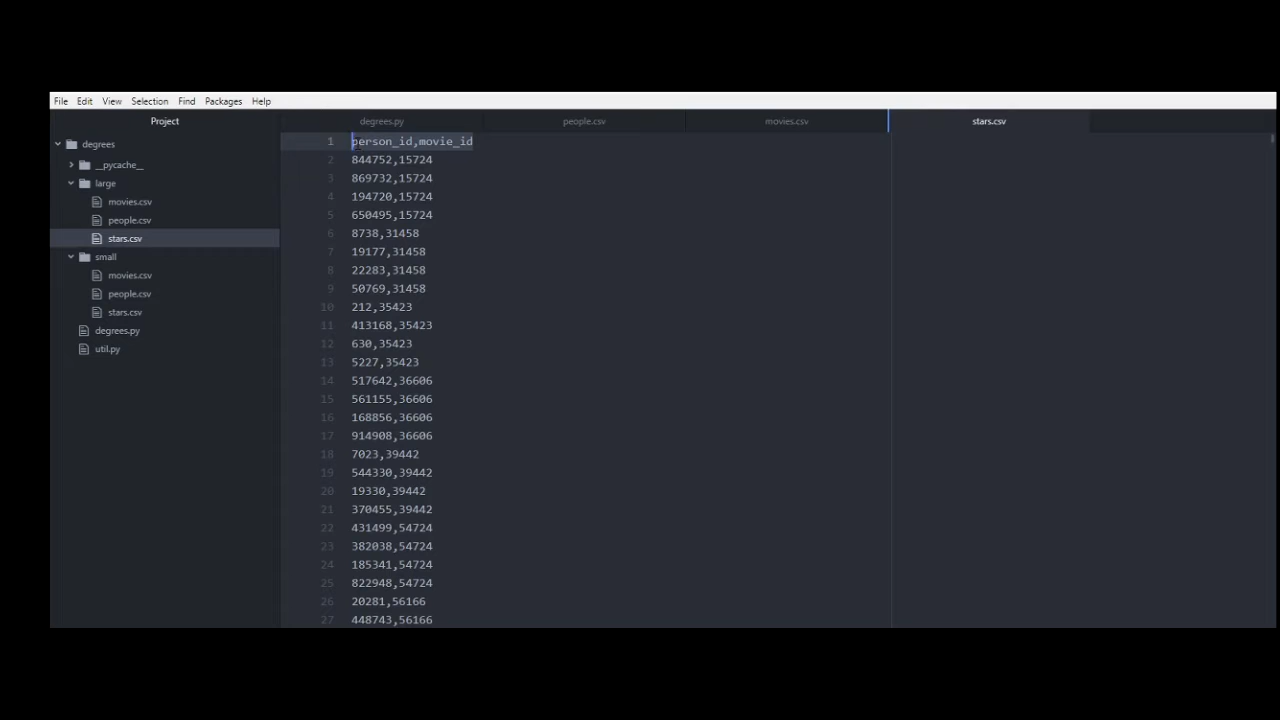 File Edit View Selection Find Packages Help
Project
degrees.py people.csv movies.csv stars.csv
degrees
__pycache__
large
movies.csv
people.csv
stars.csv
small
movies.csv
people.csv
stars.csv
degrees.py
util.py
1 person_id,movie_id
2 844752,15724
3 869732,15724
4 194720,15724
5 650495,15724
6 8738,31458
7 19177,31458
8 22283,31458
9 50769,31458
10 212,35423
11 413168,35423
12 630,35423
13 5227,35423
14 517642,36606
15 561155,36606
16 168856,36606
17 914908,36606
18 7023,39442
19 544330,39442
20 19330,39442
21 370455,39442
22 431499,54724
23 382038,54724
24 185341,54724
25 822948,54724
26 20281,56166
27 448743,56166